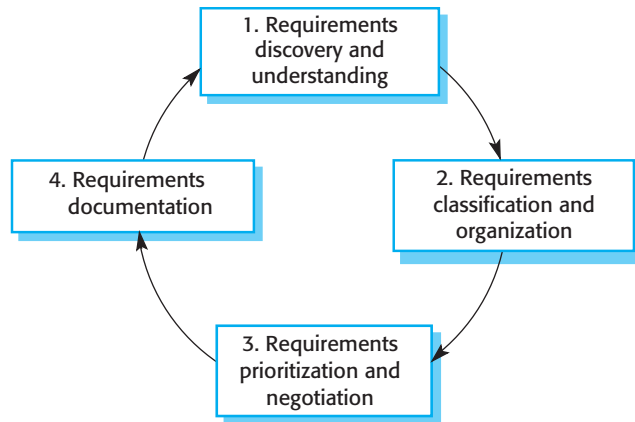 1. Requirements
discovery and
understanding
2. Requirements
classification and
organization
3. Requirements
prioritization and
negotiation
4. Requirements
documentation